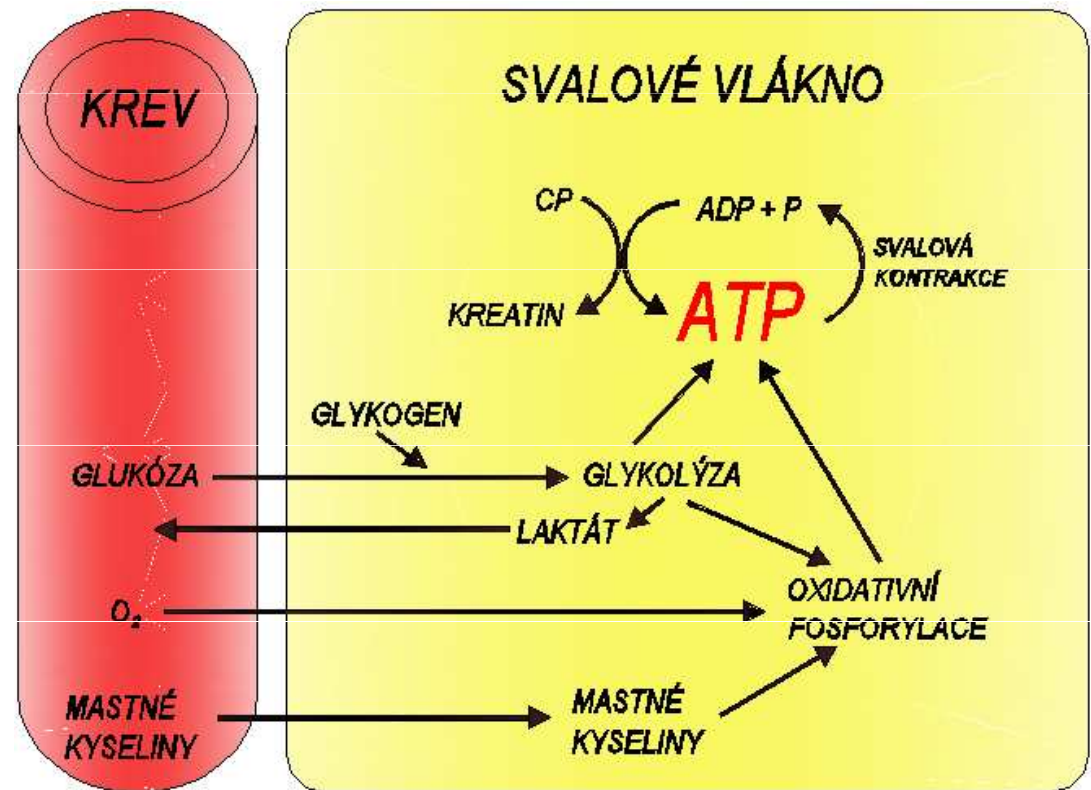 KREV
SVALOVÉ VLÁKNO
CP
ADP + P
SVALOVÁ
KONTRAKCE
KREATIN
ATP
GLYKOGEN
GLUKÓZA
GLYKOLÝZA
LAKTÁT
O₂
OXIDATIVNÍ
FOSFORYLACE
MASTNÉ
KYSELINY
MASTNÉ
KYSELINY